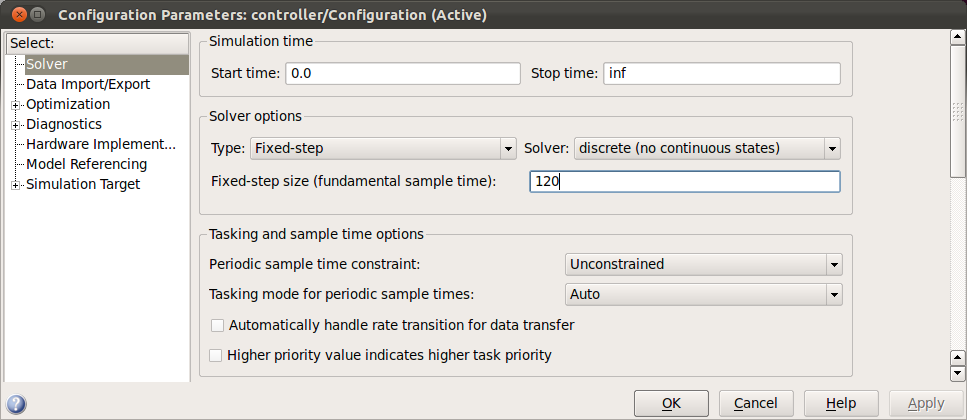 Configuration Parameters: controller/Configuration (Active)
Select:
Solver
Data Import/Export
Optimization
Diagnostics
Hardware Implement...
Model Referencing
Simulation Target
Simulation time
Start time: 0.0 Stop time: inf
Solver options
Type: Fixed-step Solver: discrete (no continuous states)
Fixed-step size (fundamental sample time): 120
Tasking and sample time options
Periodic sample time constraint: Unconstrained
Tasking mode for periodic sample times: Auto
Automatically handle rate transition for data transfer
Higher priority value indicates higher task priority
? OK Cancel Help Apply